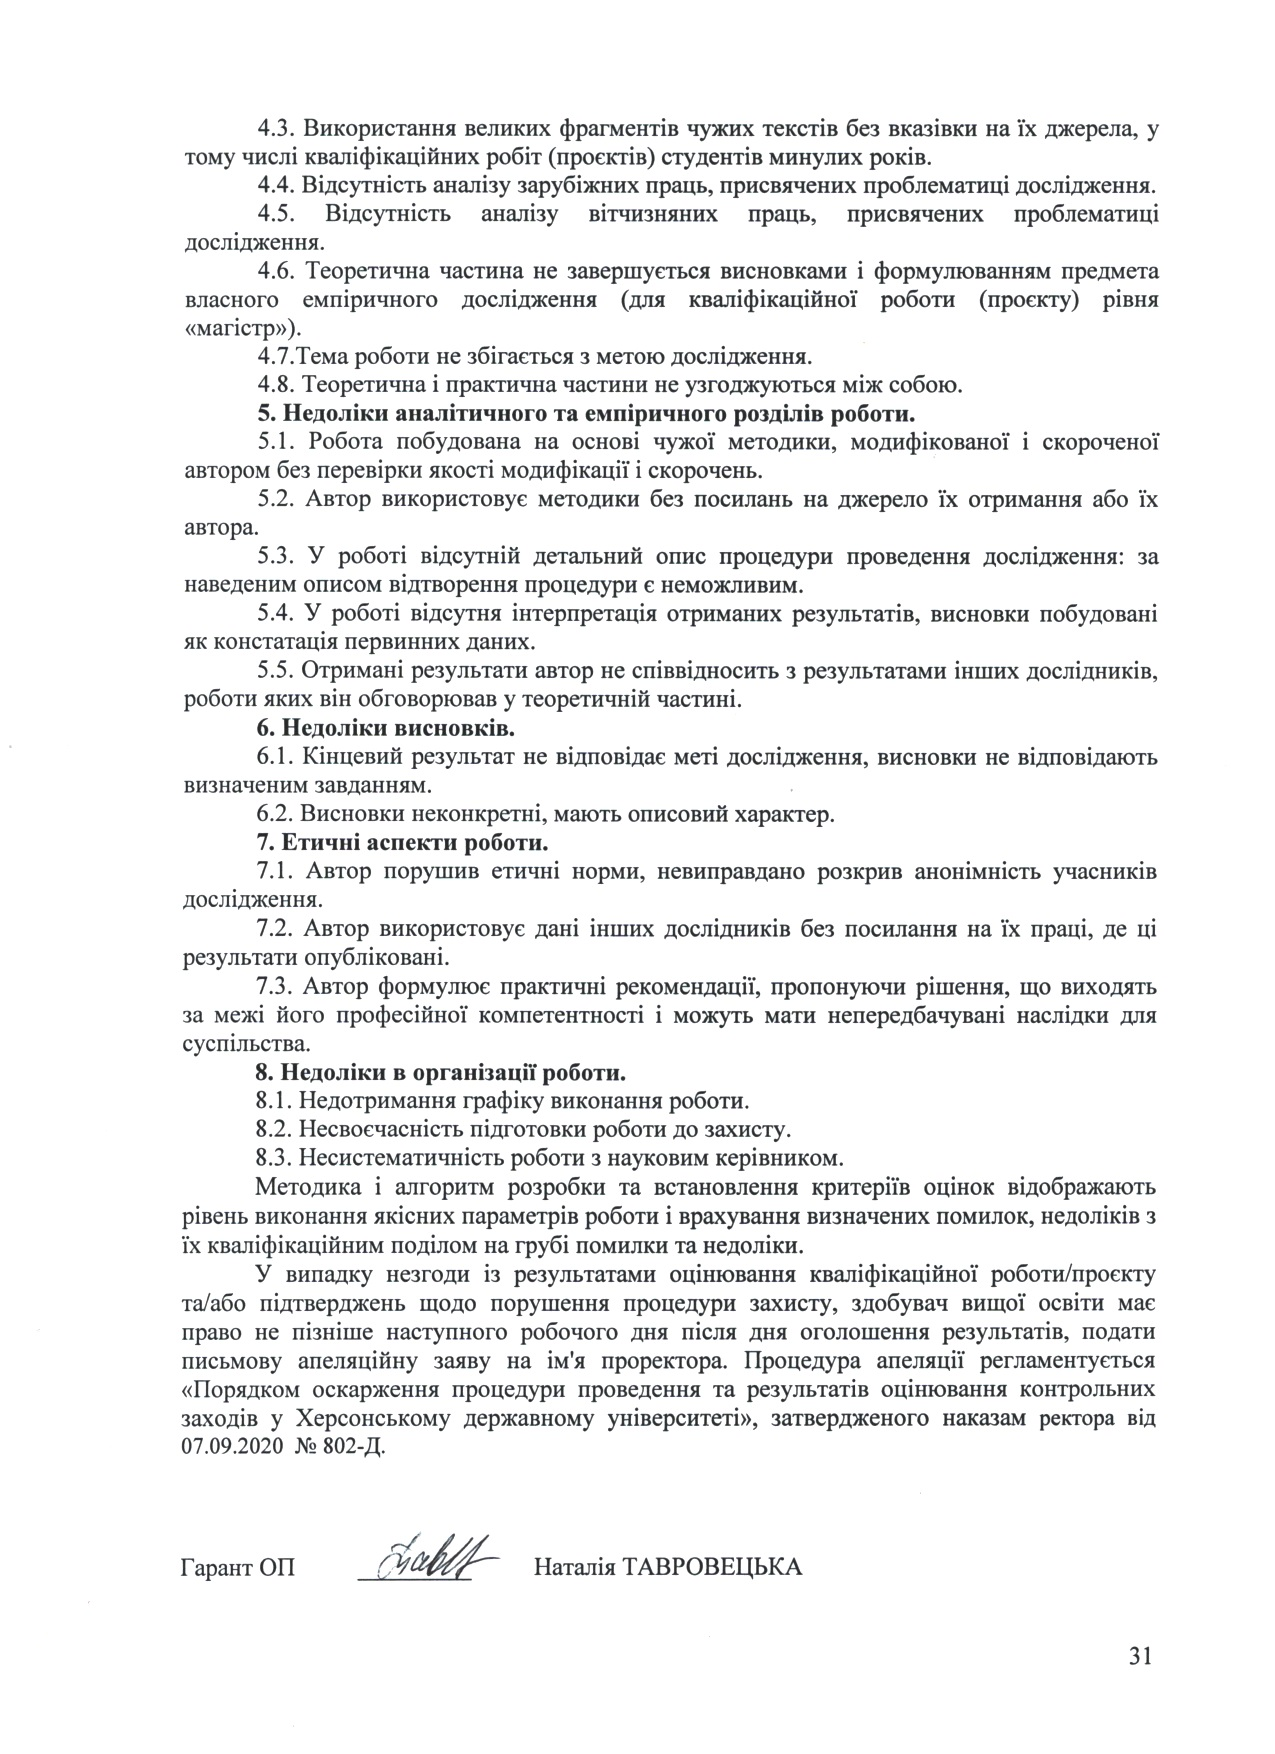 4.3. Використання великих фрагментів чужих текстів без вказівки на їх джерела, у
тому числі кваліфікаційних робіт (проєктів) студентів минулих років.
4.4. Відсутність аналізу зарубіжних праць, присвячених проблематиці дослідження.
4.5. Відсутність аналізу вітчизняних праць, присвячених проблематиці
дослідження.
4.6. Теоретична частина не завершується висновками і формулюванням предмета
власного емпіричного дослідження (для кваліфікаційної роботи (проєкту) рівня
«магістр»).
4.7.Тема роботи не збігається з метою дослідження.
4.8. Теоретична і практична частини не узгоджуються між собою.
5. Недоліки аналітичного та емпіричного розділів роботи.
5.1. Робота побудована на основі чужої методики, модифікованої і скороченої
автором без перевірки якості модифікації і скорочень.
5.2. Автор використовує методики без посилань на джерело їх отримання або їх
автора.
5.3. У роботі відсутній детальний опис процедури проведення дослідження: за
наведеним описом відтворення процедури є неможливим.
5.4. У роботі відсутня інтерпретація отриманих результатів, висновки побудовані
як констатація первинних даних.
5.5. Отримані результати автор не співвідносить з результатами інших дослідників,
роботи яких він обговорював у теоретичній частині.
6. Недоліки висновків.
6.1. Кінцевий результат не відповідає меті дослідження, висновки не відповідають
визначеним завданням.
6.2. Висновки неконкретні, мають описовий характер.
7. Етичні аспекти роботи.
7.1. Автор порушив етичні норми, невиправдано розкрив анонімність учасників
дослідження.
7.2. Автор використовує дані інших дослідників без посилання на їх праці, де ці
результати опубліковані.
7.3. Автор формулює практичні рекомендації, пропонуючи рішення, що виходять
за межі його професійної компетентності і можуть мати непередбачувані наслідки для
суспільства.
8. Недоліки в організації роботи.
8.1. Недотримання графіку виконання роботи.
8.2. Несвоєчасність підготовки роботи до захисту.
8.3. Несистематичність роботи з науковим керівником.
Методика і алгоритм розробки та встановлення критеріїв оцінок відображають
рівень виконання якісних параметрів роботи і врахування визначених помилок, недоліків з
їх кваліфікаційним поділом на грубі помилки та недоліки.
У випадку незгоди із результатами оцінювання кваліфікаційної роботи/проєкту
та/або підтверджень щодо порушення процедури захисту, здобувач вищої освіти має
право не пізніше наступного робочого дня після дня оголошення результатів, подати
письмову апеляційну заяву на ім'я проректора. Процедура апеляції регламентується
«Порядком оскарження процедури проведення та результатів оцінювання контрольних
заходів у Херсонському державному університеті», затвердженого наказам ректора від
07.09.2020 № 802-Д.
Гарант ОП Наталія ТАВРОВЕЦЬКА
31